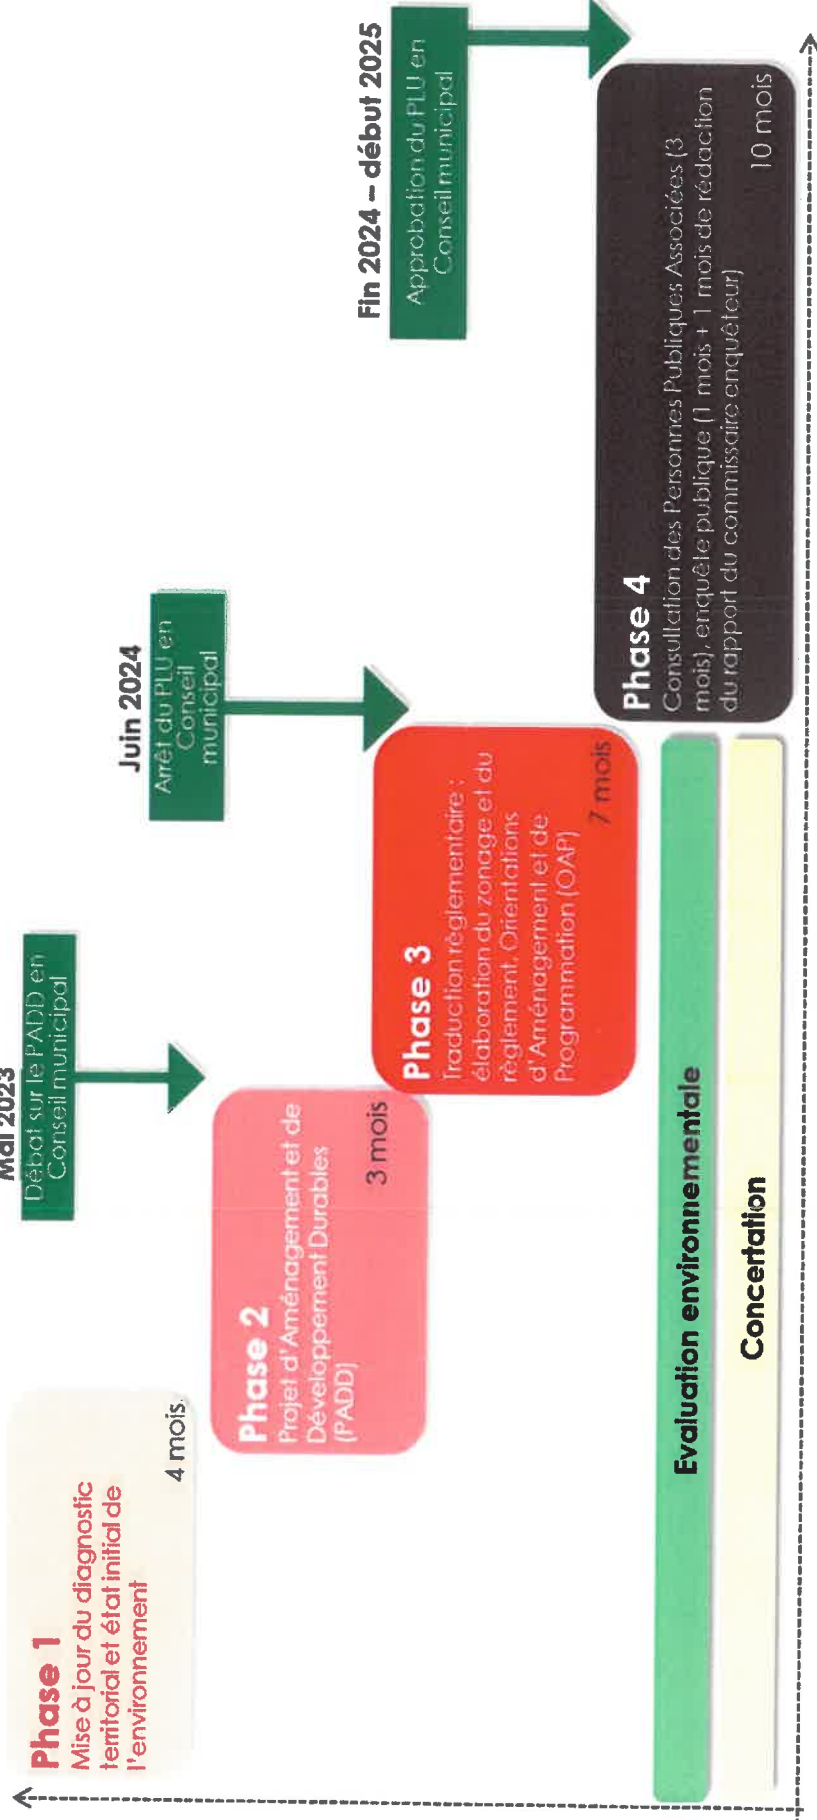 Phase 1
Mise à jour du diagnostic
territorial et état initial de
l'environnement
4 mois.
Mai 2023
Débat sur le PADD en
Conseil municipal
Phase 2
Projet d'Aménagement et de
Développement Durables
(PADD)
3 mois
Juin 2024
Arrêt du PLU en
Conseil
municipal
Phase 3
Traduction règlementaire :
élaboration du zonage et du
règlement, Orientations
d'Aménagement et de
Programmation (OAP)
7 mois
Fin 2024 – début 2025
Approbation du PLU en
Conseil municipal
Phase 4
Consultation des Personnes Publiques Associées (3
mois), enquête publique (1 mois + 1 mois de rédaction
du rapport du commissaire enquêteur)
10 mois
Evaluation environnementale
Concertation